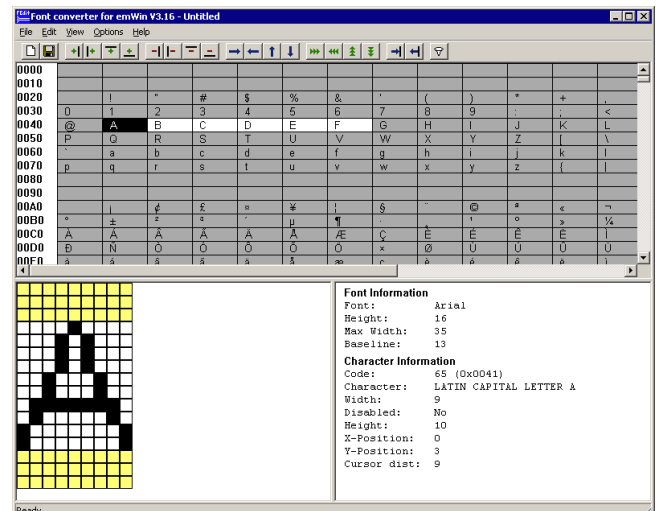 Font converter for emWin V3.16 - Untitled
File Edit View Options Help
0000
0010
0020 ! " # $ % & ' ( ) * + ,
0030 0 1 2 3 4 5 6 7 8 9 : ; <
0040 @ A B C D E F G H I J K L
0050 P Q R S T U V W X Y Z [ \
0060 ` a b c d e f g h i j k l
0070 p q r s t u v w x y z { |
0080
0090
00A0 ¡ ¢ £ ¤ ¥ ¦ § ¨ © ª « ¬
00B0 ° ± ² ³ ´ µ ¶ · ¹ º » ¼
00C0 À Á Â Ã Ä Å Æ Ç È É Ê Ë Ì
00D0 Ð Ñ Ò Ó Ô Õ Ö × Ø Ù Ú Û Ü
00E0 à á â ã ä å æ ç è é ê ë ì
Font Information
Font: Arial
Height: 16
Max Width: 35
Baseline: 13
Character Information
Code: 65 (0x0041)
Character: LATIN CAPITAL LETTER A
Width: 9
Disabled: No
Height: 10
X-Position: 0
Y-Position: 3
Cursor dist: 9
Ready